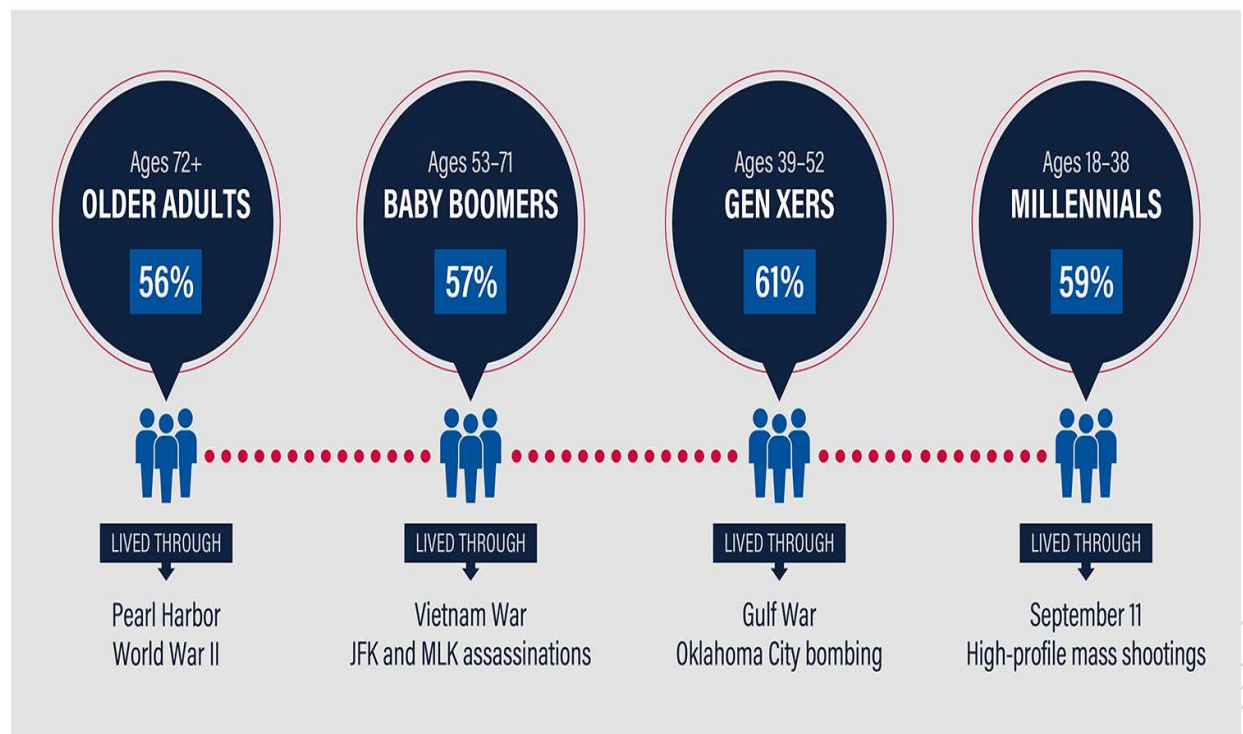 Ages 72+
OLDER ADULTS
56%
LIVED THROUGH
Pearl Harbor
World War II
Ages 53–71
BABY BOOMERS
57%
LIVED THROUGH
Vietnam War
JFK and MLK assassinations
Ages 39–52
GEN XERS
61%
LIVED THROUGH
Gulf War
Oklahoma City bombing
Ages 18–38
MILLENNIALS
59%
LIVED THROUGH
September 11
High-profile mass shootings